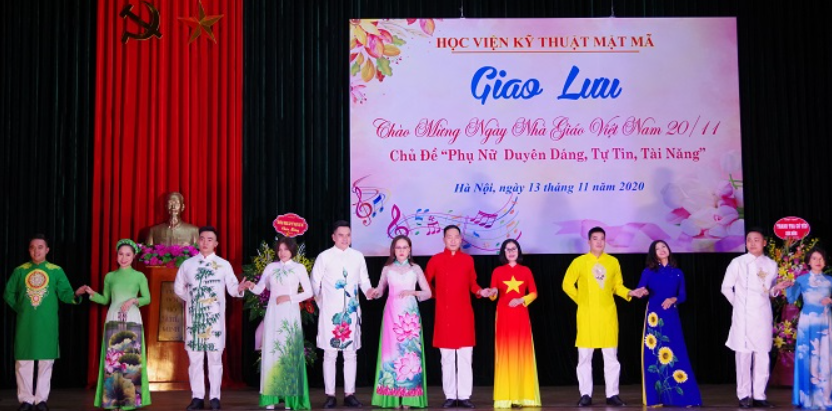 HỌC VIỆN KỸ THUẬT MẬT MÃ
Giao Lưu
Chào Mừng Ngày Nhà Giáo Việt Nam 20/11
Chủ Đề "Phụ Nữ Duyên Dáng, Tự Tin, Tài Năng"
Hà Nội, ngày 13 tháng 11 năm 2020